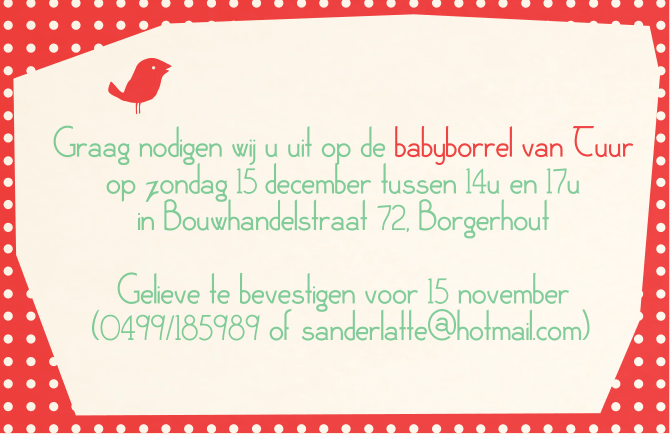 Graag nodigen wij u uit op de babyborrel van Tuur
op zondag 15 december tussen 14u en 17u
in Bouwhandelstraat 72, Borgerhout
Gelieve te bevestigen voor 15 november
(0499/185989 of sanderlatte@hotmail.com)